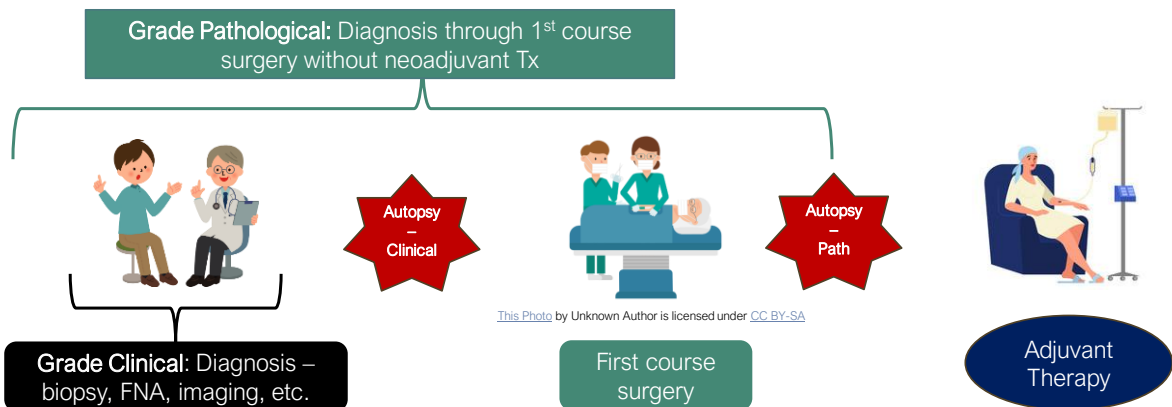 Grade Pathological: Diagnosis through 1st course
surgery without neoadjuvant Tx
Autopsy
–
Clinical
Autopsy
–
Path
This Photo by Unknown Author is licensed under CC BY-SA
Grade Clinical: Diagnosis –
biopsy, FNA, imaging, etc.
First course
surgery
Adjuvant
Therapy